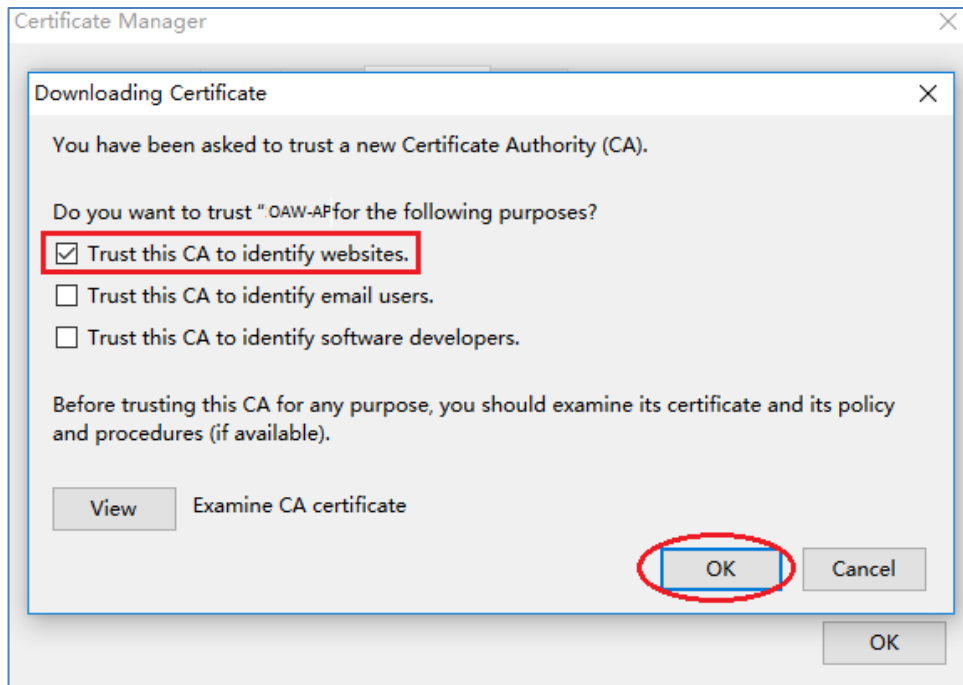 Certificate Manager
Downloading Certificate
You have been asked to trust a new Certificate Authority (CA).
Do you want to trust “OAW-AP for the following purposes?
Trust this CA to identify websites.
Trust this CA to identify email users.
Trust this CA to identify software developers.
Before trusting this CA for any purpose, you should examine its certificate and its policy
and procedures (if available).
View Examine CA certificate
OK Cancel
OK